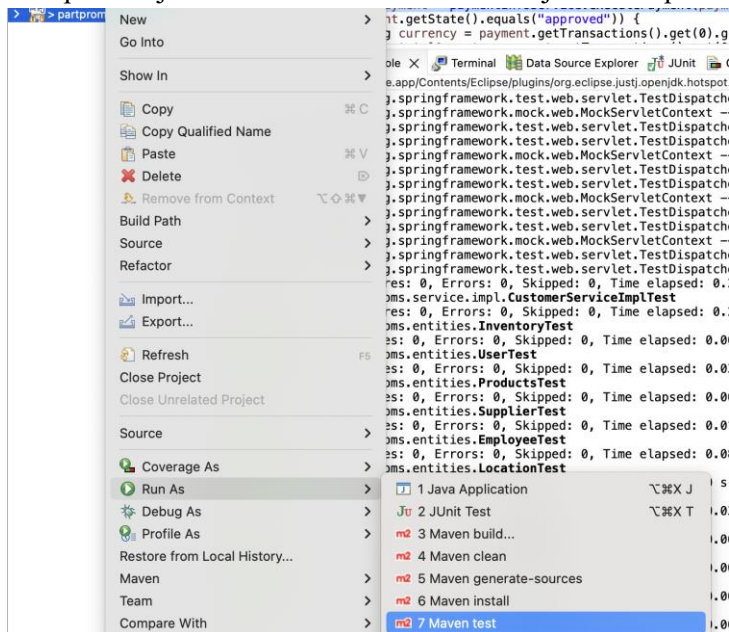 > partprom
New
Go Into
Show In
Copy ⌘ C
Copy Qualified Name
Paste ⌘ V
Delete
Remove from Context
Build Path
Source
Refactor
Import...
Export...
Refresh F5
Close Project
Close Unrelated Project
Source
Coverage As
Run As
Debug As
Profile As
Restore from Local History...
Maven
Team
Compare With
1 Java Application ⌥⌘X J
2 JUnit Test ⌥⌘X T
3 Maven build...
4 Maven clean
5 Maven generate-sources
6 Maven install
7 Maven test
nt.getState().equals("approved")) {
g currency = payment.getTransactions().get(0).g
ole Terminal Data Source Explorer JUnit
e.app/Contents/Eclipse/plugins/org.eclipse.justj.openjdk.hotspot.
g.springframework.test.web.servlet.TestDispatche
g.springframework.mock.web.MockServletContext -
g.springframework.test.web.servlet.TestDispatche
g.springframework.mock.web.MockServletContext -
g.springframework.test.web.servlet.TestDispatche
g.springframework.mock.web.MockServletContext -
g.springframework.test.web.servlet.TestDispatche
g.springframework.mock.web.MockServletContext -
g.springframework.test.web.servlet.TestDispatche
g.springframework.mock.web.MockServletContext -
g.springframework.test.web.servlet.TestDispatche
g.springframework.test.web.servlet.TestDispatche
res: 0, Errors: 0, Skipped: 0, Time elapsed: 0.
oms.service.impl.CustomerServiceImplTest
res: 0, Errors: 0, Skipped: 0, Time elapsed: 0.
oms.entities.InventoryTest
es: 0, Errors: 0, Skipped: 0, Time elapsed: 0.0
oms.entities.UserTest
es: 0, Errors: 0, Skipped: 0, Time elapsed: 0.0
oms.entities.ProductsTest
es: 0, Errors: 0, Skipped: 0, Time elapsed: 0.0
oms.entities.SupplierTest
es: 0, Errors: 0, Skipped: 0, Time elapsed: 0.0
oms.entities.EmployeeTest
es: 0, Errors: 0, Skipped: 0, Time elapsed: 0.0
oms.entities.LocationTest